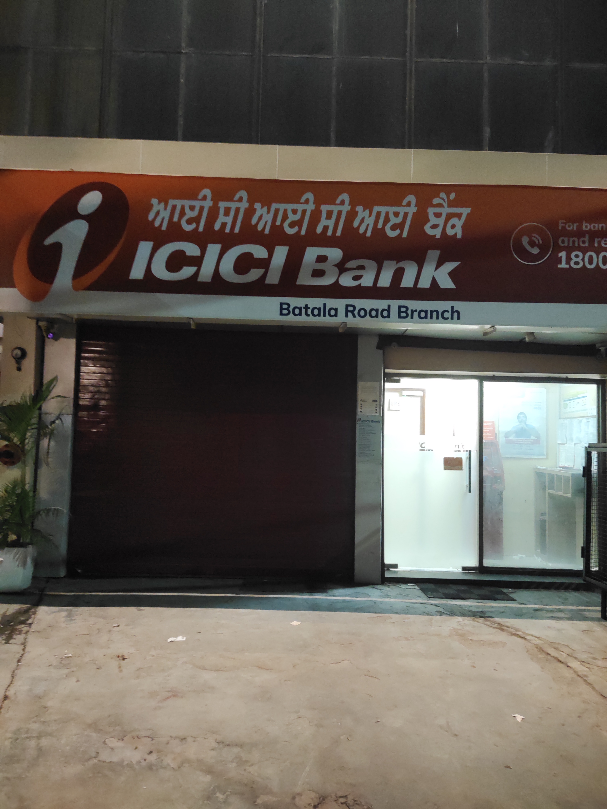 ਆਈ ਸੀ ਆਈ ਸੀ ਆਈ ਬੈਂਕ
ICICI Bank
For ban
and re
1800
Batala Road Branch